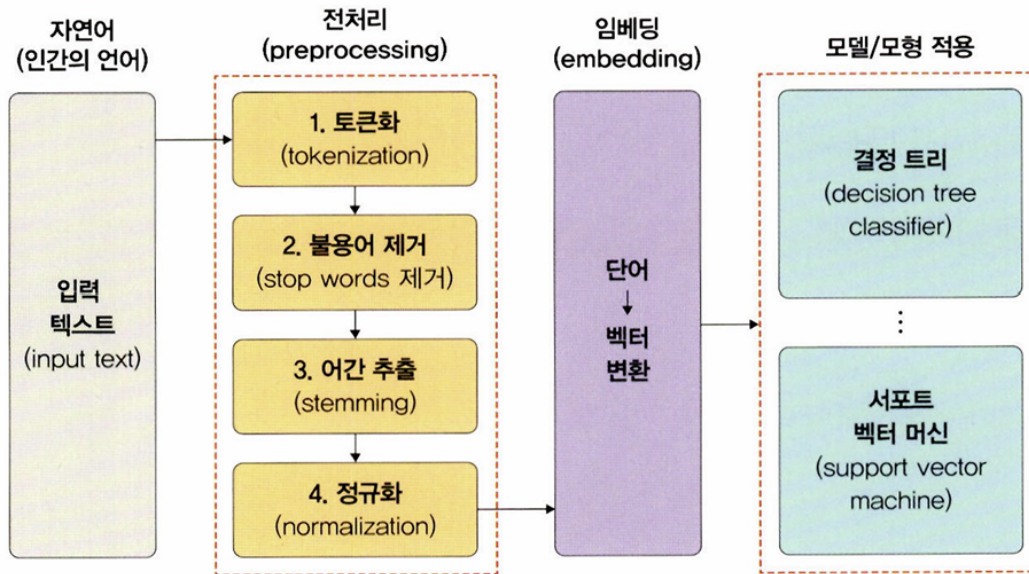 자연어
(인간의 언어)
입력
텍스트
(input text)
전처리
(preprocessing)
1. 토큰화
(tokenization)
2. 불용어 제거
(stop words 제거)
3. 어간 추출
(stemming)
4. 정규화
(normalization)
임베딩
(embedding)
단어
벡터
변환
모델/모형 적용
결정 트리
(decision tree
classifier)
서포트
벡터 머신
(support vector
machine)